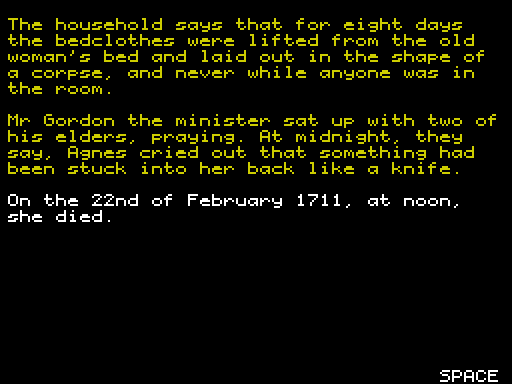 The household says that for eight days
the bedclothes were lifted from the old
woman's bed and laid out in the shape of
a corpse, and never while anyone was in
the room.
Mr Gordon the minister sat up with two of
his elders, praying. At midnight, they
say, Agnes cried out that something had
been stuck into her back like a knife.
On the 22nd of February 1711, at noon,
she died.
SPACE